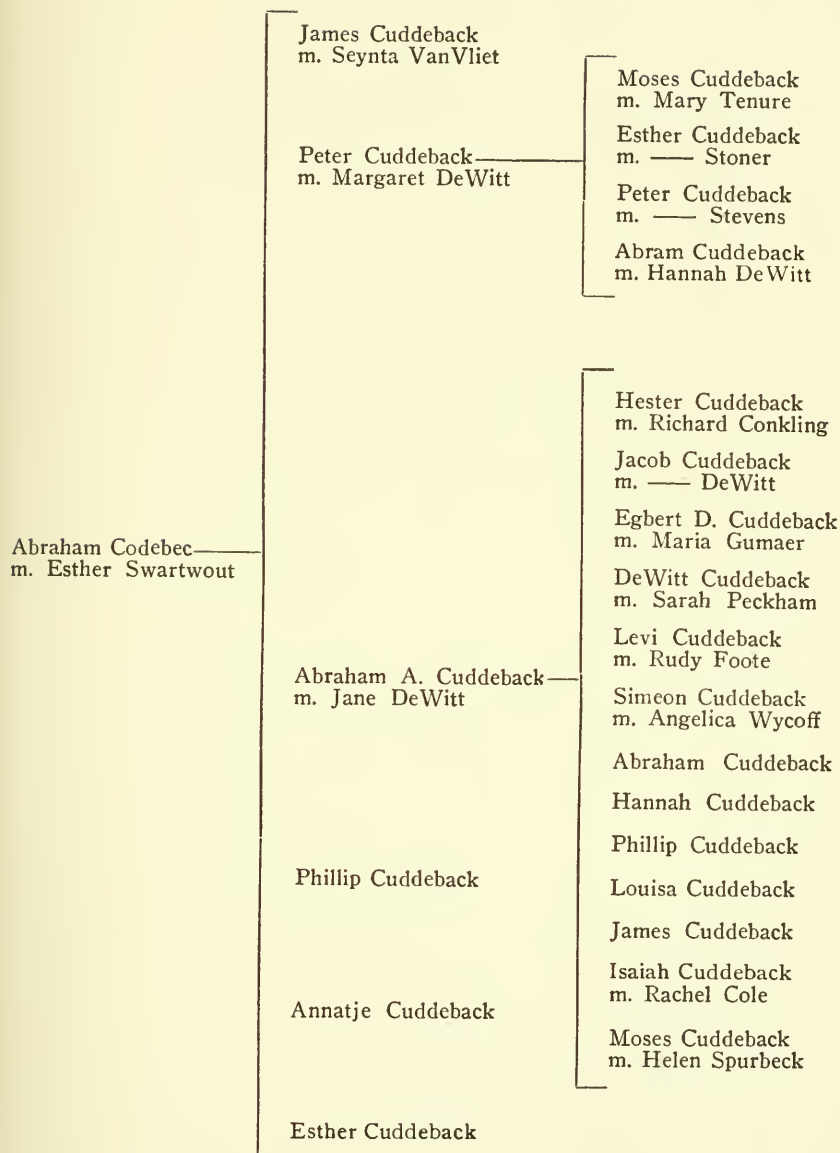 Abraham Codebec
m. Esther Swartwout
James Cuddeback
m. Seynta VanVliet
Peter Cuddeback
m. Margaret DeWitt
Moses Cuddeback
m. Mary Tenure
Esther Cuddeback
m. —— Stoner
Peter Cuddeback
m. —— Stevens
Abram Cuddeback
m. Hannah DeWitt
Abraham A. Cuddeback
m. Jane DeWitt
Hester Cuddeback
m. Richard Conkling
Jacob Cuddeback
m. —— DeWitt
Egbert D. Cuddeback
m. Maria Gumaer
DeWitt Cuddeback
m. Sarah Peckham
Levi Cuddeback
m. Rudy Foote
Simeon Cuddeback
m. Angelica Wycoff
Abraham Cuddeback
Hannah Cuddeback
Phillip Cuddeback
Louisa Cuddeback
James Cuddeback
Isaiah Cuddeback
m. Rachel Cole
Moses Cuddeback
m. Helen Spurbeck
Phillip Cuddeback
Annatje Cuddeback
Esther Cuddeback